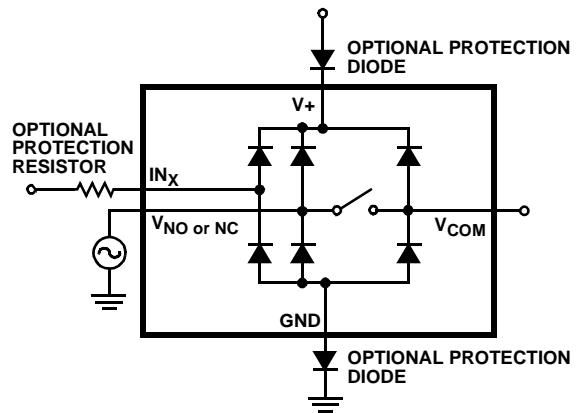 OPTIONAL PROTECTION
DIODE
V+
OPTIONAL
PROTECTION
RESISTOR
INX
VNO or NC
VCOM
GND
OPTIONAL PROTECTION
DIODE